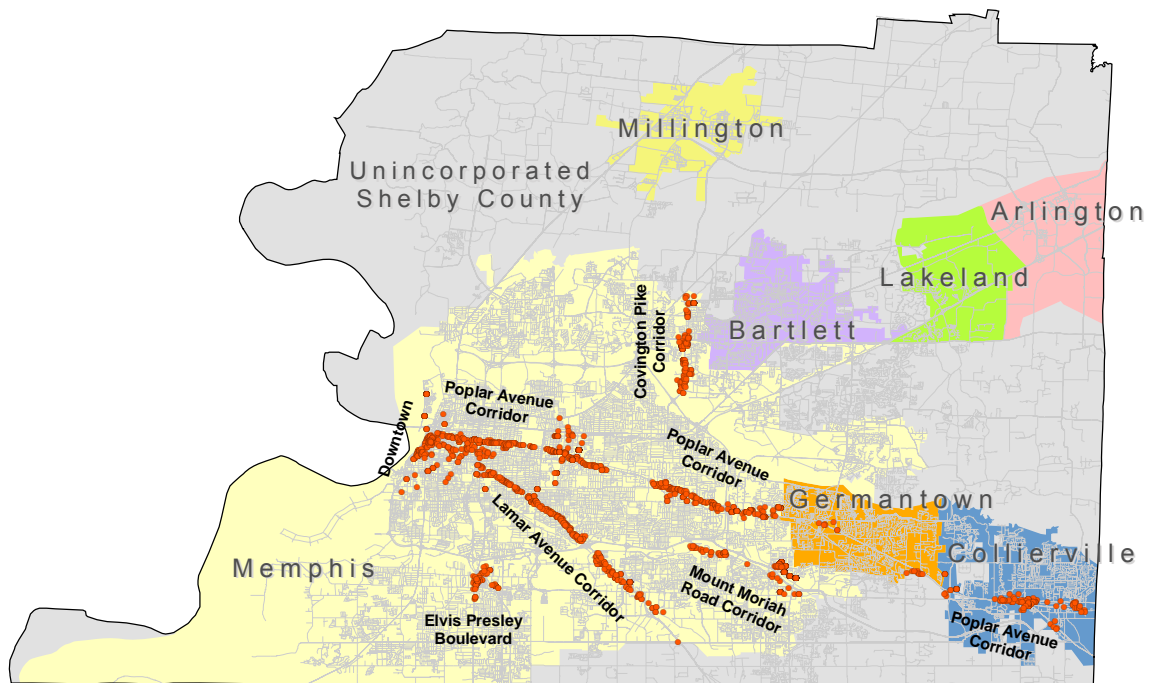 Millington
Unincorporated
Shelby County
Arlington
Lakeland
Bartlett
Covington Pike
Corridor
Poplar Avenue
Corridor
Downtown
Poplar Avenue
Corridor
Germantown
Collierville
Lamar Avenue Corridor
Memphis
Mount Moriah
Road Corridor
Elvis Presley
Boulevard
Poplar Avenue
Corridor